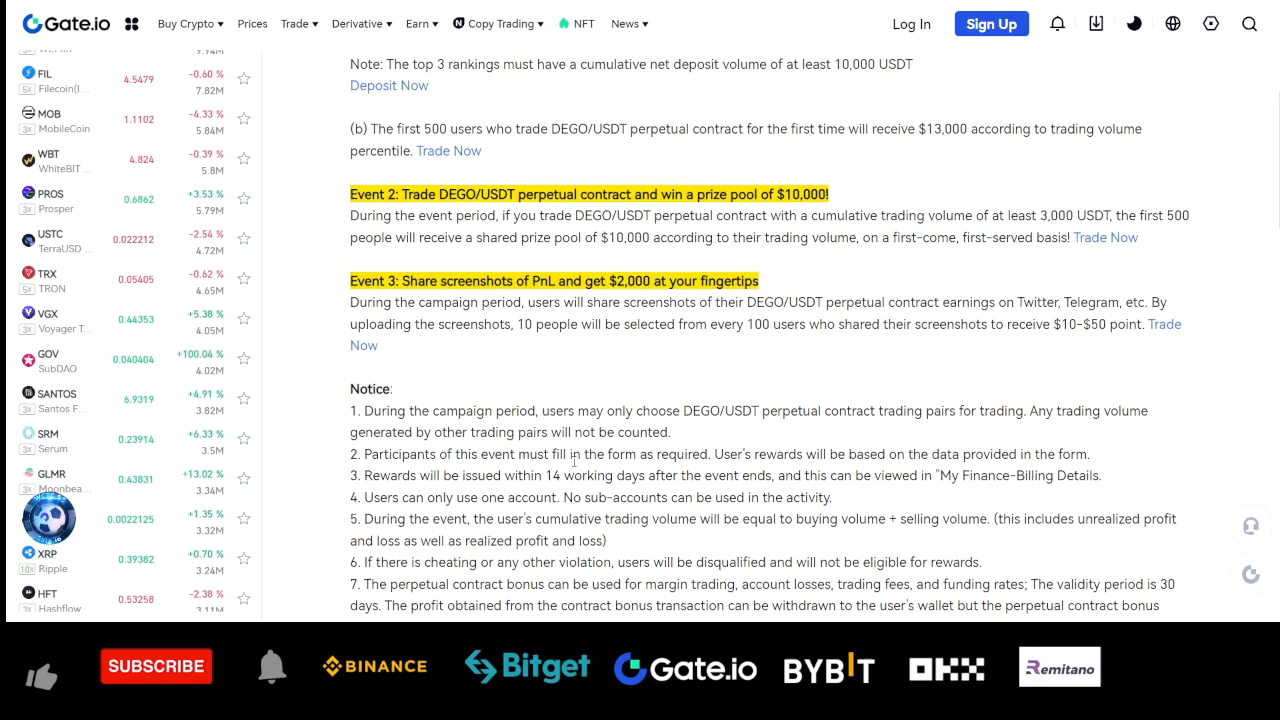 Gate.io
Buy Crypto ▾ Prices Trade ▾ Derivative ▾ Earn ▾ Copy Trading ▾ NFT News ▾
Log In Sign Up
3x WEMIX 9.94M
FIL 4.5479 -0.60 %
5x Filecoin(I... 7.82M
MOB 1.1102 -4.33 %
3x MobileCoin 5.84M
WBT 4.824 -0.39 %
3x WhiteBIT ... 5.8M
PROS 0.6862 +3.53 %
3x Prosper 5.79M
USTC 0.022212 -2.54 %
3x TerraUSD ... 4.72M
TRX 0.05405 -0.62 %
5x TRON 4.65M
VGX 0.44353 +5.38 %
3x Voyager T... 4.05M
GOV 0.040404 +100.04 %
SubDAO 4.02M
SANTOS 6.9319 +4.91 %
3x Santos F... 3.82M
SRM 0.23914 +6.33 %
3x Serum 3.5M
GLMR 0.43831 +13.02 %
3x Moonbea... 3.34M
0.0022125 +1.35 %
3.32M
XRP 0.39382 +0.70 %
10x Ripple 3.24M
HFT 0.53258 -2.38 %
3x Hashflow 3.11M
Note: The top 3 rankings must have a cumulative net deposit volume of at least 10,000 USDT
Deposit Now
(b) The first 500 users who trade DEGO/USDT perpetual contract for the first time will receive $13,000 according to trading volume
percentile. Trade Now
Event 2: Trade DEGO/USDT perpetual contract and win a prize pool of $10,000!
During the event period, if you trade DEGO/USDT perpetual contract with a cumulative trading volume of at least 3,000 USDT, the first 500
people will receive a shared prize pool of $10,000 according to their trading volume, on a first-come, first-served basis! Trade Now
Event 3: Share screenshots of PnL and get $2,000 at your fingertips
During the campaign period, users will share screenshots of their DEGO/USDT perpetual contract earnings on Twitter, Telegram, etc. By
uploading the screenshots, 10 people will be selected from every 100 users who shared their screenshots to receive $10-$50 point. Trade
Now
Notice:
1. During the campaign period, users may only choose DEGO/USDT perpetual contract trading pairs for trading. Any trading volume
generated by other trading pairs will not be counted.
2. Participants of this event must fill in the form as required. User's rewards will be based on the data provided in the form.
3. Rewards will be issued within 14 working days after the event ends, and this can be viewed in "My Finance-Billing Details.
4. Users can only use one account. No sub-accounts can be used in the activity.
5. During the event, the user's cumulative trading volume will be equal to buying volume + selling volume. (this includes unrealized profit
and loss as well as realized profit and loss)
6. If there is cheating or any other violation, users will be disqualified and will not be eligible for rewards.
7. The perpetual contract bonus can be used for margin trading, account losses, trading fees, and funding rates; The validity period is 30
days. The profit obtained from the contract bonus transaction can be withdrawn to the user's wallet but the perpetual contract bonus
SUBSCRIBE BINANCE Bitget Gate.io BYBIT OKX Remitano